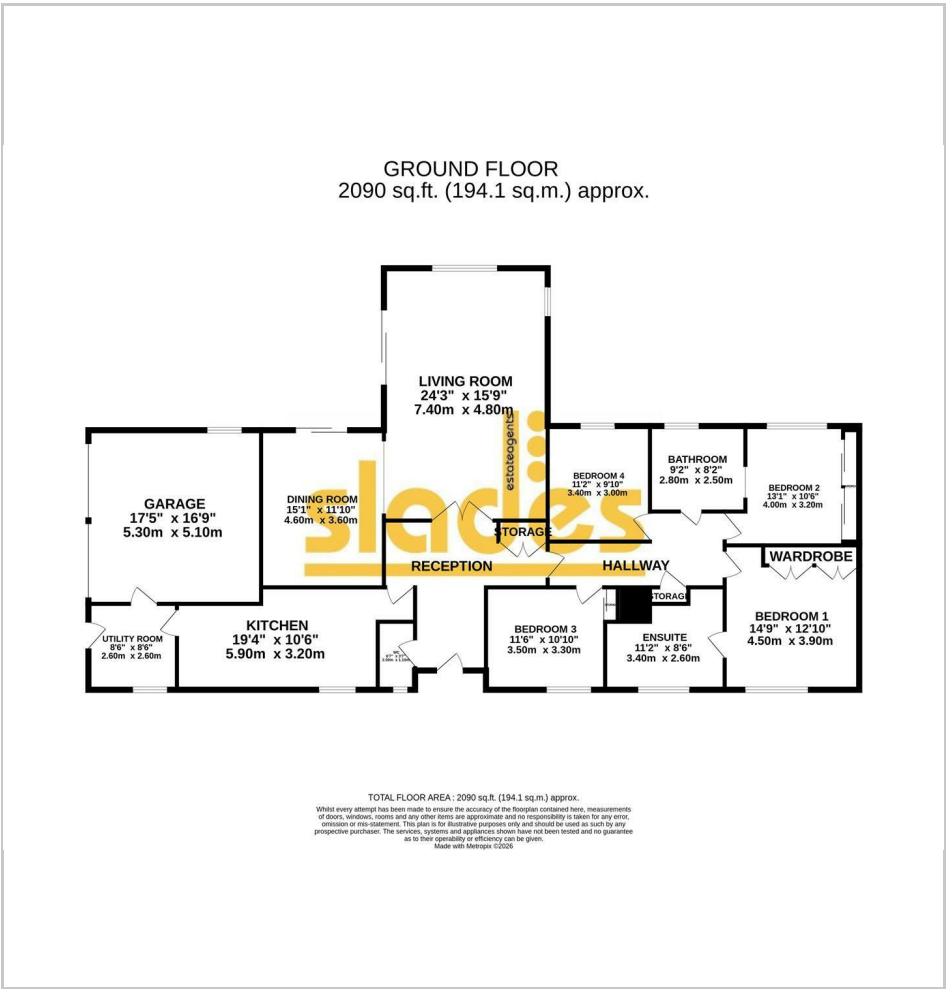 GROUND FLOOR
2090 sq.ft. (194.1 sq.m.) approx.
LIVING ROOM
24'3" x 15'9"
7.40m x 4.80m
estateagents
slades
GARAGE
17'5" x 16'9"
5.30m x 5.10m
DINING ROOM
15'1" x 11'10"
4.60m x 3.60m
BEDROOM 4
11'2" x 9'10"
3.40m x 3.00m
BATHROOM
9'2" x 8'2"
2.80m x 2.50m
BEDROOM 2
13'1" x 10'6"
4.00m x 3.20m
STORAGE
RECEPTION
HALLWAY
WARDROBE
STORAGE
UTILITY ROOM
8'6" x 8'6"
2.60m x 2.60m
KITCHEN
19'4" x 10'6"
5.90m x 3.20m
WC
BEDROOM 3
11'6" x 10'10"
3.50m x 3.30m
ENSUITE
11'2" x 8'6"
3.40m x 2.60m
BEDROOM 1
14'9" x 12'10"
4.50m x 3.90m
TOTAL FLOOR AREA : 2090 sq.ft. (194.1 sq.m.) approx.
Whilst every attempt has been made to ensure the accuracy of the floorplan contained here, measurements
of doors, windows, rooms and any other items are approximate and no responsibility is taken for any error,
omission or mis-statement. This plan is for illustrative purposes only and should be used as such by any
prospective purchaser. The services, systems and appliances shown have not been tested and no guarantee
as to their operability or efficiency can be given.
Made with Metropix ©2026